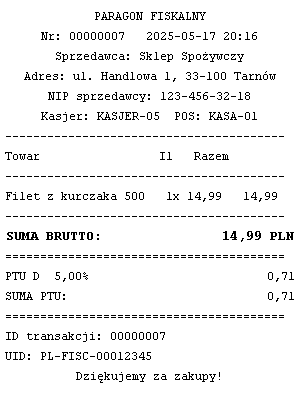 PARAGON FISKALNY
Nr: 00000007 2025-05-17 20:16
Sprzedawca: Sklep Spożywczy
Adres: ul. Handlowa 1, 33-100 Tarnów
NIP sprzedawcy: 123-456-32-18
Kasjer: KASJER-05 POS: KASA-01
----------------------------------------
Towar Il Razem
----------------------------------------
Filet z kurczaka 500 1x 14,99 14,99
----------------------------------------
SUMA BRUTTO: 14,99 PLN
========================================
PTU D 5,00% 0,71
SUMA PTU: 0,71
========================================
ID transakcji: 00000007
UID: PL-FISC-00012345
Dziękujemy za zakupy!